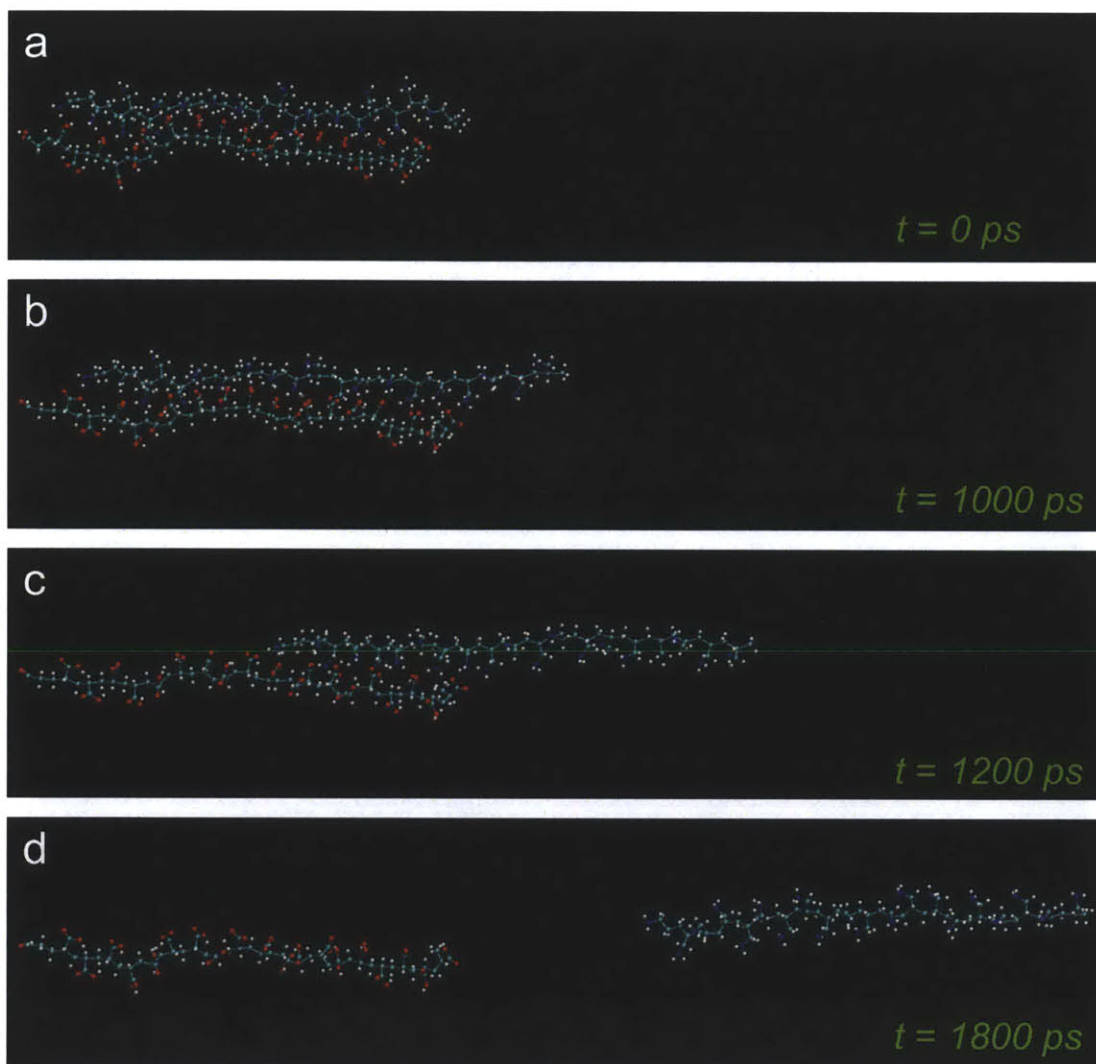 a
t = 0 ps
b
t = 1000 ps
c
t = 1200 ps
d
t = 1800 ps